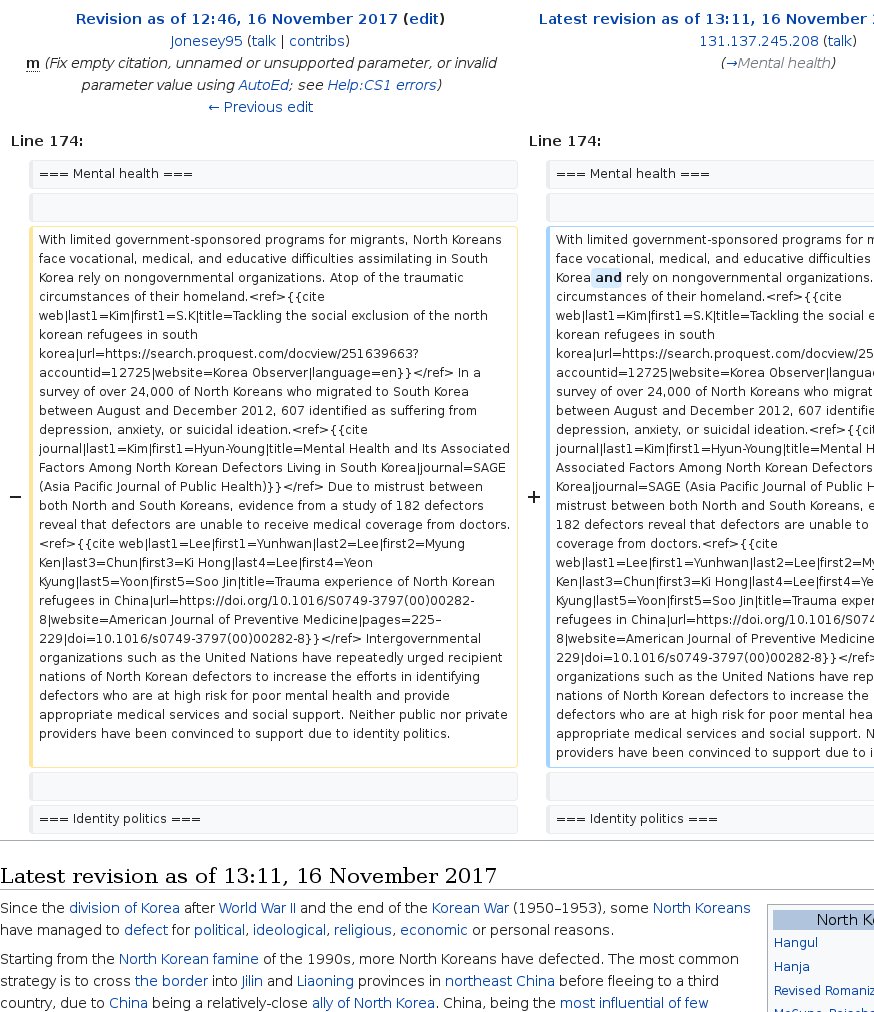 Revision as of 12:46, 16 November 2017 (edit)
Jonesey95 (talk | contribs)
m (Fix empty citation, unnamed or unsupported parameter, or invalid
parameter value using AutoEd; see Help:CS1 errors)
← Previous edit
Latest revision as of 13:11, 16 November 2
131.137.245.208 (talk)
(→Mental health)
Line 174:
Line 174:
=== Mental health ===
=== Mental health ===
−
With limited government-sponsored programs for migrants, North Koreans
face vocational, medical, and educative difficulties assimilating in South
Korea rely on nongovernmental organizations. Atop of the traumatic
circumstances of their homeland.<ref>{{cite
web|last1=Kim|first1=S.K|title=Tackling the social exclusion of the north
korean refugees in south
korea|url=https://search.proquest.com/docview/251639663?
accountid=12725|website=Korea Observer|language=en}}</ref> In a
survey of over 24,000 of North Koreans who migrated to South Korea
between August and December 2012, 607 identified as suffering from
depression, anxiety, or suicidal ideation.<ref>{{cite
journal|last1=Kim|first1=Hyun-Young|title=Mental Health and Its Associated
Factors Among North Korean Defectors Living in South Korea|journal=SAGE
(Asia Pacific Journal of Public Health)}}</ref> Due to mistrust between
both North and South Koreans, evidence from a study of 182 defectors
reveal that defectors are unable to receive medical coverage from doctors.
<ref>{{cite web|last1=Lee|first1=Yunhwan|last2=Lee|first2=Myung
Ken|last3=Chun|first3=Ki Hong|last4=Lee|first4=Yeon
Kyung|last5=Yoon|first5=Soo Jin|title=Trauma experience of North Korean
refugees in China|url=https://doi.org/10.1016/S0749-3797(00)00282-
8|website=American Journal of Preventive Medicine|pages=225–
229|doi=10.1016/s0749-3797(00)00282-8}}</ref> Intergovernmental
organizations such as the United Nations have repeatedly urged recipient
nations of North Korean defectors to increase the efforts in identifying
defectors who are at high risk for poor mental health and provide
appropriate medical services and social support. Neither public nor private
providers have been convinced to support due to identity politics.
+
With limited government-sponsored programs for m
face vocational, medical, and educative difficulties
Korea and rely on nongovernmental organizations.
circumstances of their homeland.<ref>{{cite
web|last1=Kim|first1=S.K|title=Tackling the social e
korean refugees in south
korea|url=https://search.proquest.com/docview/25
accountid=12725|website=Korea Observer|langua
survey of over 24,000 of North Koreans who migrat
between August and December 2012, 607 identifie
depression, anxiety, or suicidal ideation.<ref>{{cit
journal|last1=Kim|first1=Hyun-Young|title=Mental H
Associated Factors Among North Korean Defectors
Korea|journal=SAGE (Asia Pacific Journal of Public H
mistrust between both North and South Koreans, e
182 defectors reveal that defectors are unable to
coverage from doctors.<ref>{{cite
web|last1=Lee|first1=Yunhwan|last2=Lee|first2=My
Ken|last3=Chun|first3=Ki Hong|last4=Lee|first4=Ye
Kyung|last5=Yoon|first5=Soo Jin|title=Trauma exper
refugees in China|url=https://doi.org/10.1016/S074
8|website=American Journal of Preventive Medicine
229|doi=10.1016/s0749-3797(00)00282-8}}</ref>
organizations such as the United Nations have rep
nations of North Korean defectors to increase the
defectors who are at high risk for poor mental hea
appropriate medical services and social support. N
providers have been convinced to support due to i
=== Identity politics ===
=== Identity politics ===
Latest revision as of 13:11, 16 November 2017
Since the division of Korea after World War II and the end of the Korean War (1950–1953), some North Koreans
have managed to defect for political, ideological, religious, economic or personal reasons.
Starting from the North Korean famine of the 1990s, more North Koreans have defected. The most common
strategy is to cross the border into Jilin and Liaoning provinces in northeast China before fleeing to a third
country, due to China being a relatively-close ally of North Korea. China, being the most influential of few
North K
Hangul
Hanja
Revised Romaniz